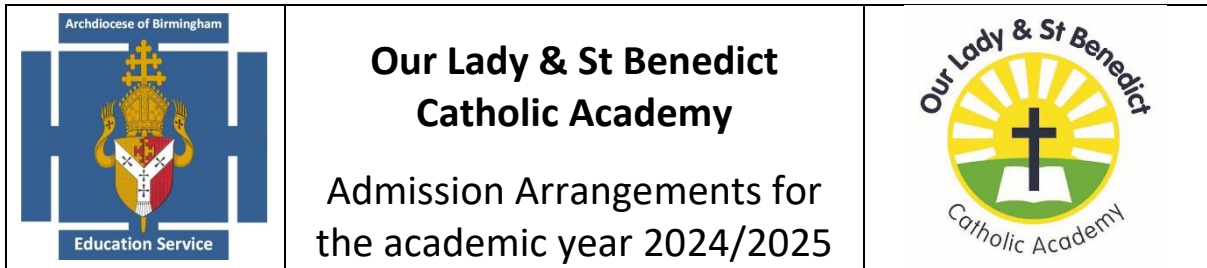 Archdiocese of Birmingham
Education Service
Our Lady & St Benedict
Catholic Academy
Admission Arrangements for
the academic year 2024/2025
Our Lady & St Benedict
Catholic Academy